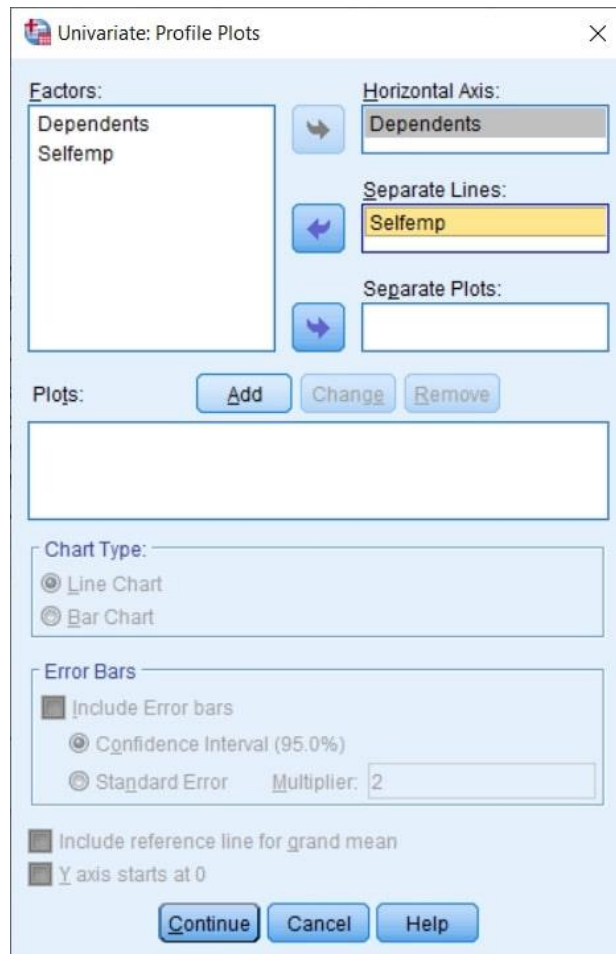 Univariate: Profile Plots
Factors:
Horizontal Axis:
Dependents
Selfemp
Dependents
Separate Lines:
Selfemp
Separate Plots:
Plots:
Add
Change
Remove
Chart Type:
Line Chart
Bar Chart
Error Bars
Include Error bars
Confidence Interval (95.0%)
Standard Error
Multiplier:
2
Include reference line for grand mean
Y axis starts at 0
Continue
Cancel
Help